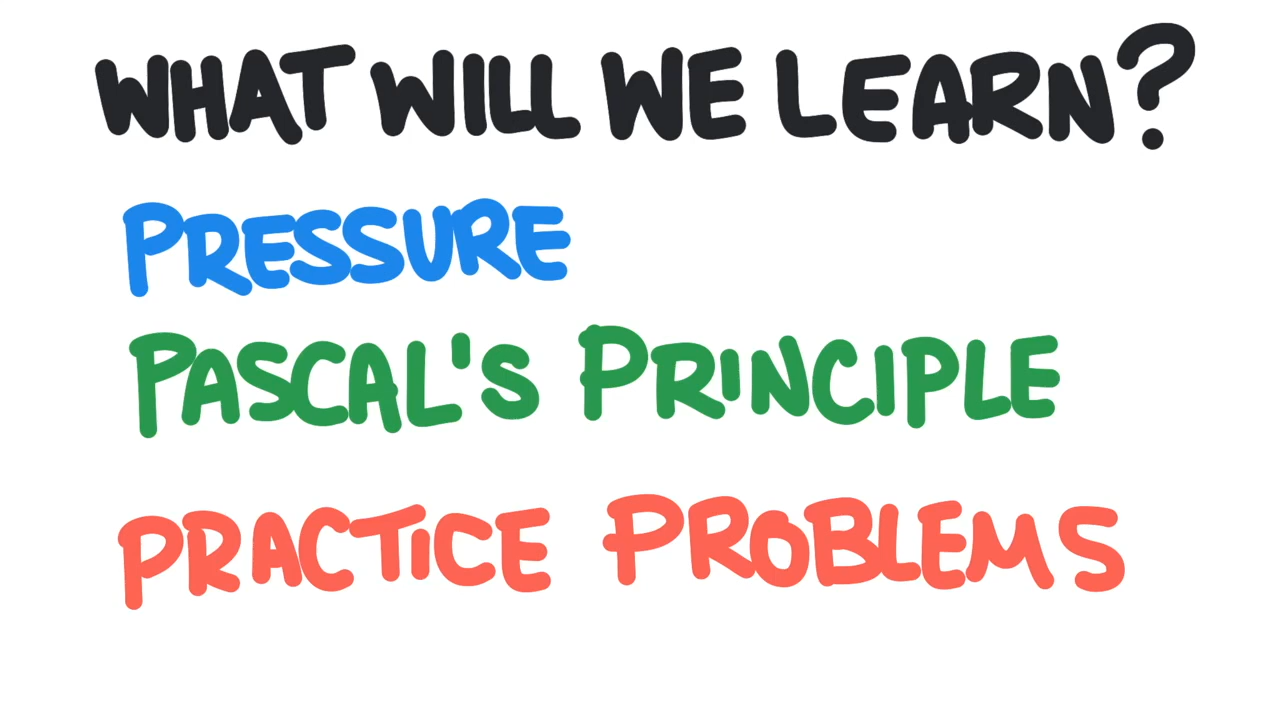 WHAT WILL WE LEARN?
PRESSURE
PASCAL'S PRINCIPLE
PRACTICE PROBLEMS